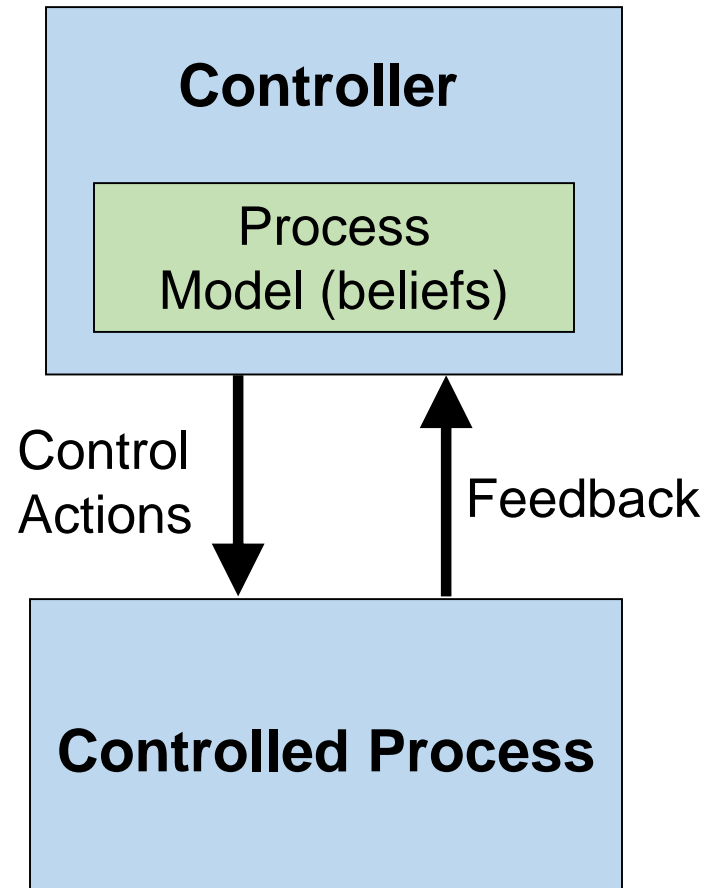 Controller
Process
Model (beliefs)
Control
Actions
Feedback
Controlled Process